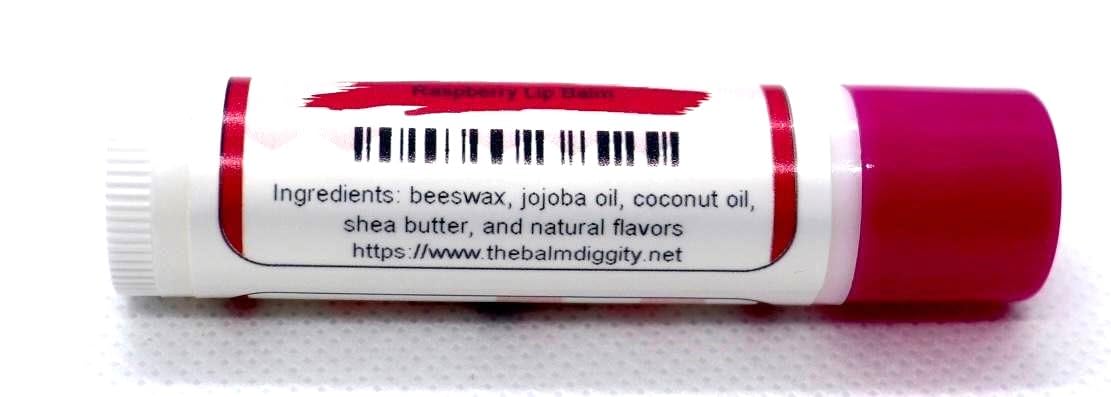 Raspberry Lip Balm
Ingredients: beeswax, jojoba oil, coconut oil,
shea butter, and natural flavors
https://www.thebalmdiggity.net